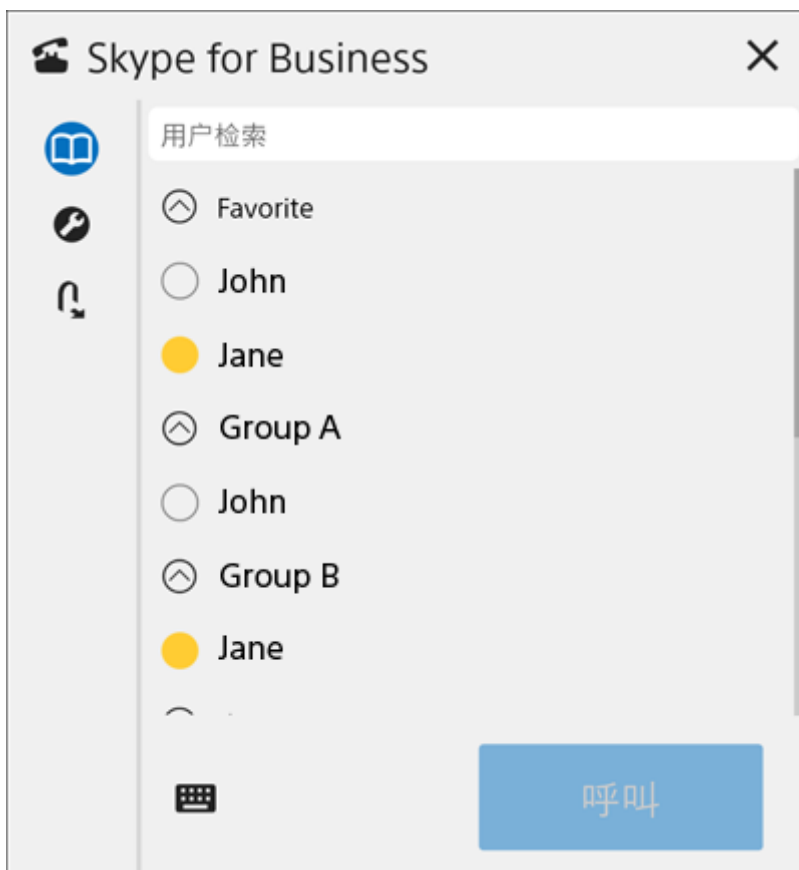 Skype for Business
用户检索
Favorite
John
Jane
Group A
John
Group B
Jane
呼叫